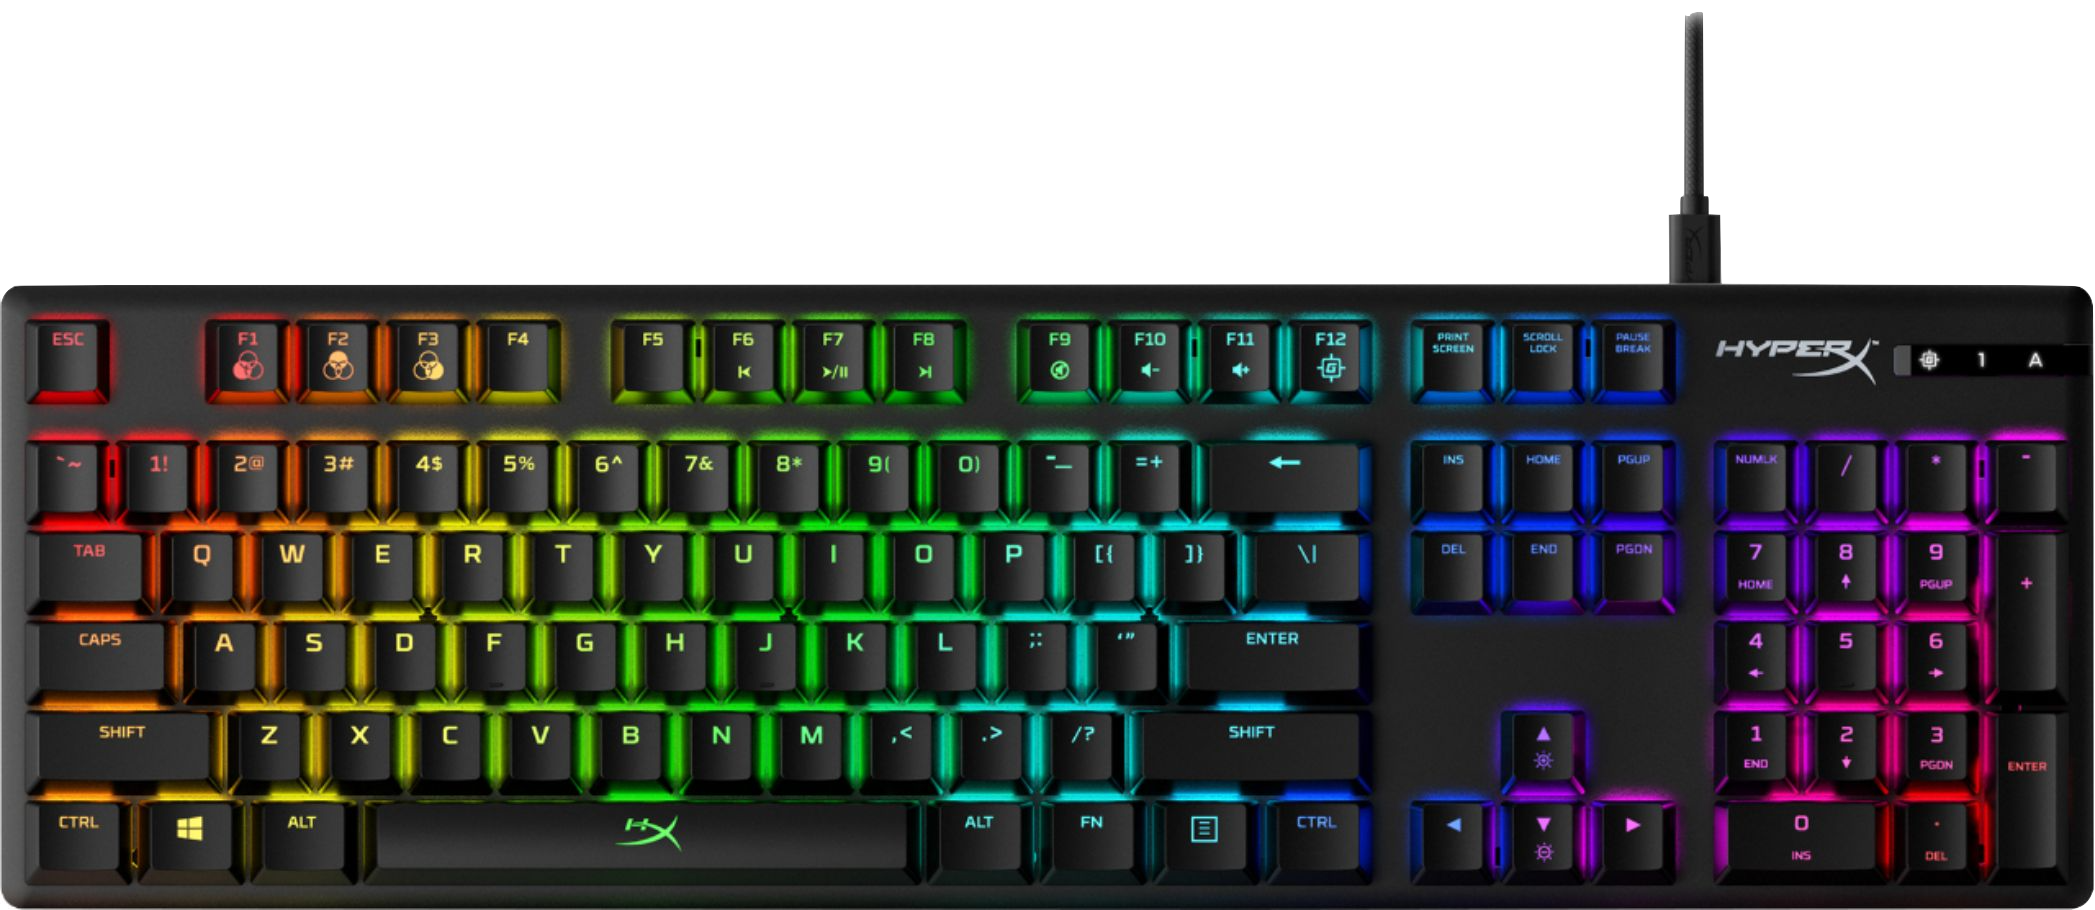 ESC F1 F2 F3 F4 F5 F6 F7 F8 F9 F10 F11 F12 PRINT SCREEN SCROLL LOCK PAUSE BREAK HYPERX™ 1 A
`~ 1! 2@ 3# 4$ 5% 6^ 7& 8* 9( 0) -_ =+ INS HOME PGUP NUMLK / * -
TAB Q W E R T Y U I O P [{ ]} \| DEL END PGDN 7 HOME 8 9 PGUP +
CAPS A S D F G H J K L ;: '" ENTER 4 5 6
SHIFT Z X C V B N M ,< .> /? SHIFT 1 END 2 3 PGDN ENTER
CTRL ALT HX ALT FN CTRL 0 INS . DEL